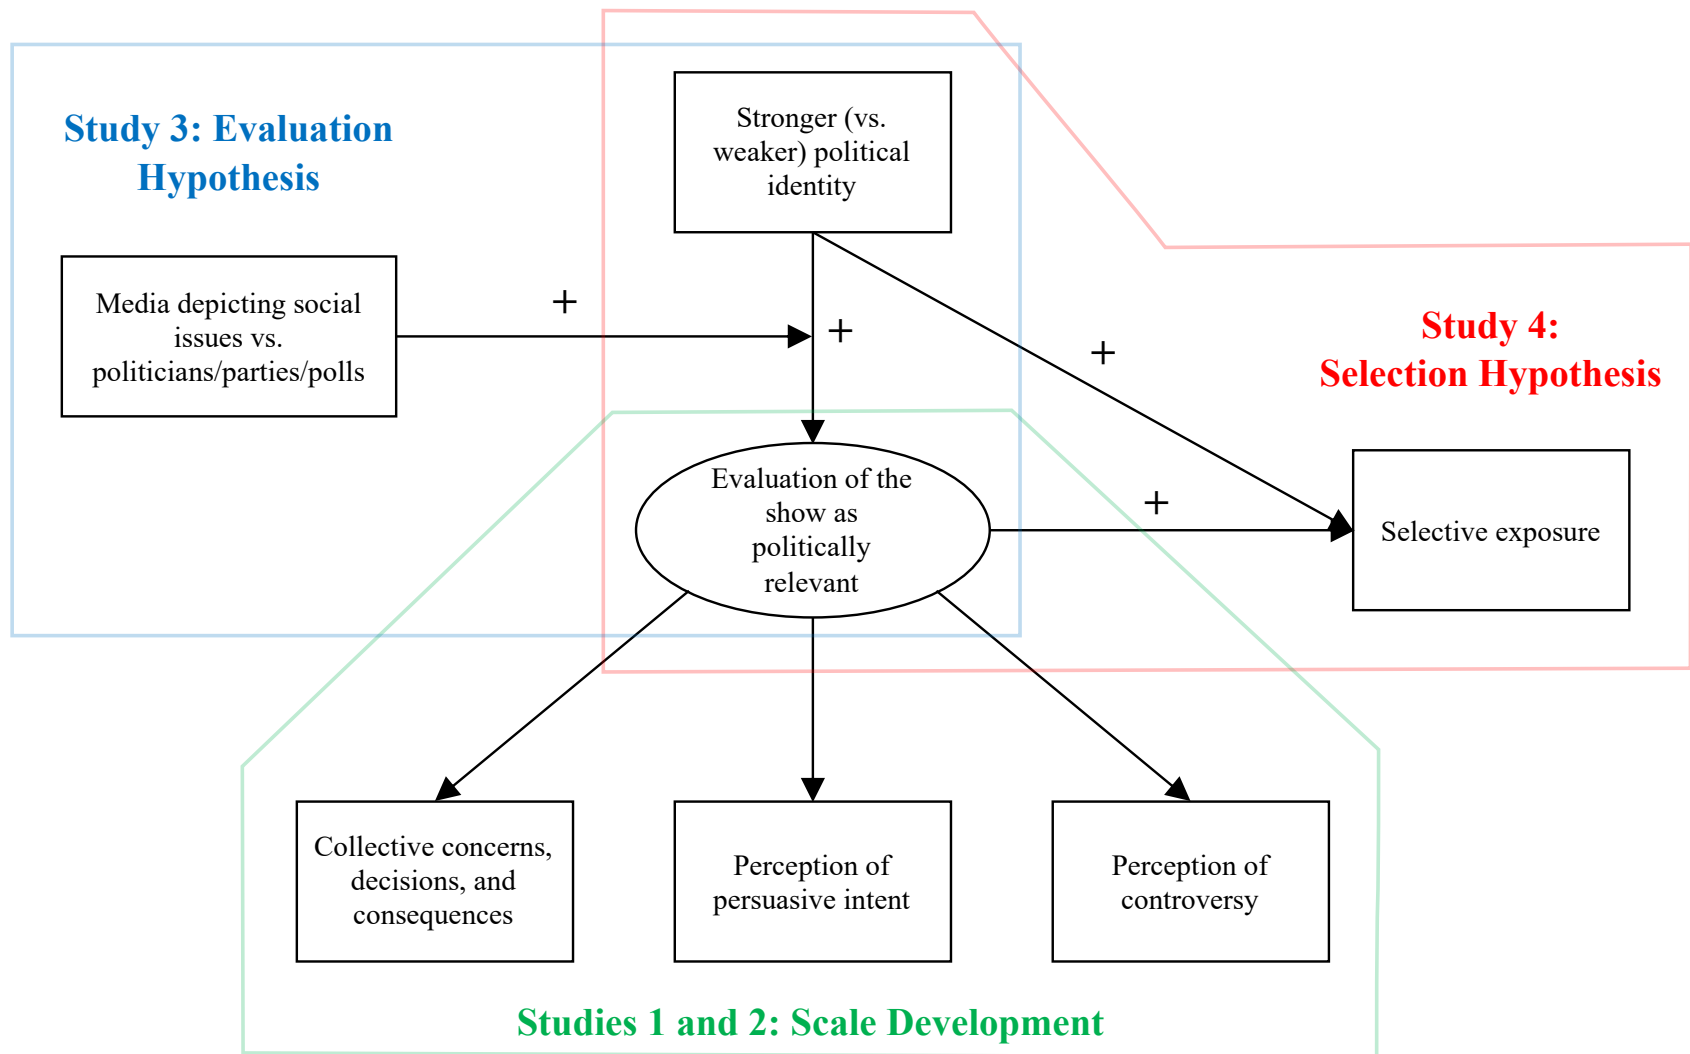 Study 3: Evaluation
Hypothesis
Stronger (vs.
weaker) political
identity
Media depicting social
issues vs.
politicians/parties/polls
+
+
+
Study 4:
Selection Hypothesis
Evaluation of the
show as
politically
relevant
+
Selective exposure
Collective concerns,
decisions, and
consequences
Perception of
persuasive intent
Perception of
controversy
Studies 1 and 2: Scale Development